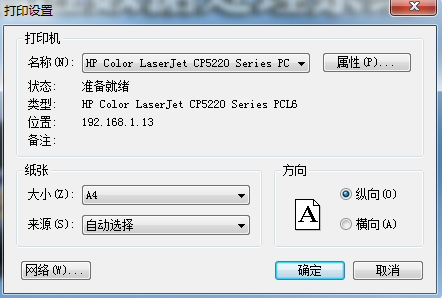 打印设置
打印机
名称(N): HP Color LaserJet CP5220 Series PC 属性(P)...
状态: 准备就绪
类型: HP Color LaserJet CP5220 Series PCL6
位置: 192.168.1.13
备注:
纸张
大小(Z): A4
来源(S): 自动选择
方向
A
纵向(O)
横向(A)
网络(W)... 确定 取消